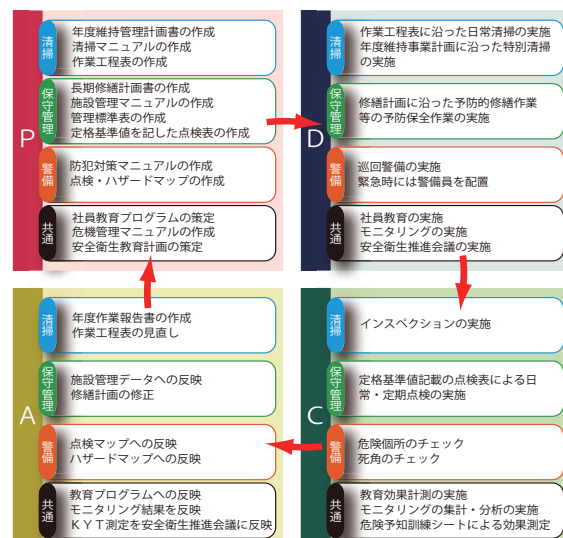 P
清掃
年度維持管理計画書の作成
清掃マニュアルの作成
作業工程表の作成
保守管理
長期修繕計画書の作成
施設管理マニュアルの作成
管理標準表の作成
定格基準値を記した点検表の作成
警備
防犯対策マニュアルの作成
点検・ハザードマップの作成
共通
社員教育プログラムの策定
危機管理マニュアルの作成
安全衛生教育計画の策定
D
清掃
作業工程表に沿った日常清掃の実施
年度維持事業計画に沿った特別清掃
の実施
保守管理
修繕計画に沿った予防的修繕作業
等の予防保全作業の実施
警備
巡回警備の実施
緊急時には警備員を配置
共通
社員教育の実施
モニタリングの実施
安全衛生推進会議の実施
A
清掃
年度作業報告書の作成
作業工程表の見直し
保守管理
施設管理データへの反映
修繕計画の修正
警備
点検マップへの反映
ハザードマップへの反映
共通
教育プログラムへの反映
モニタリング結果を反映
KYT測定を安全衛生推進会議に反映
C
清掃
インスペクションの実施
保守管理
定格基準値記載の点検表による日
常・定期点検の実施
警備
危険個所のチェック
死角のチェック
共通
教育効果計測の実施
モニタリングの集計・分析の実施
危険予知訓練シートによる効果測定